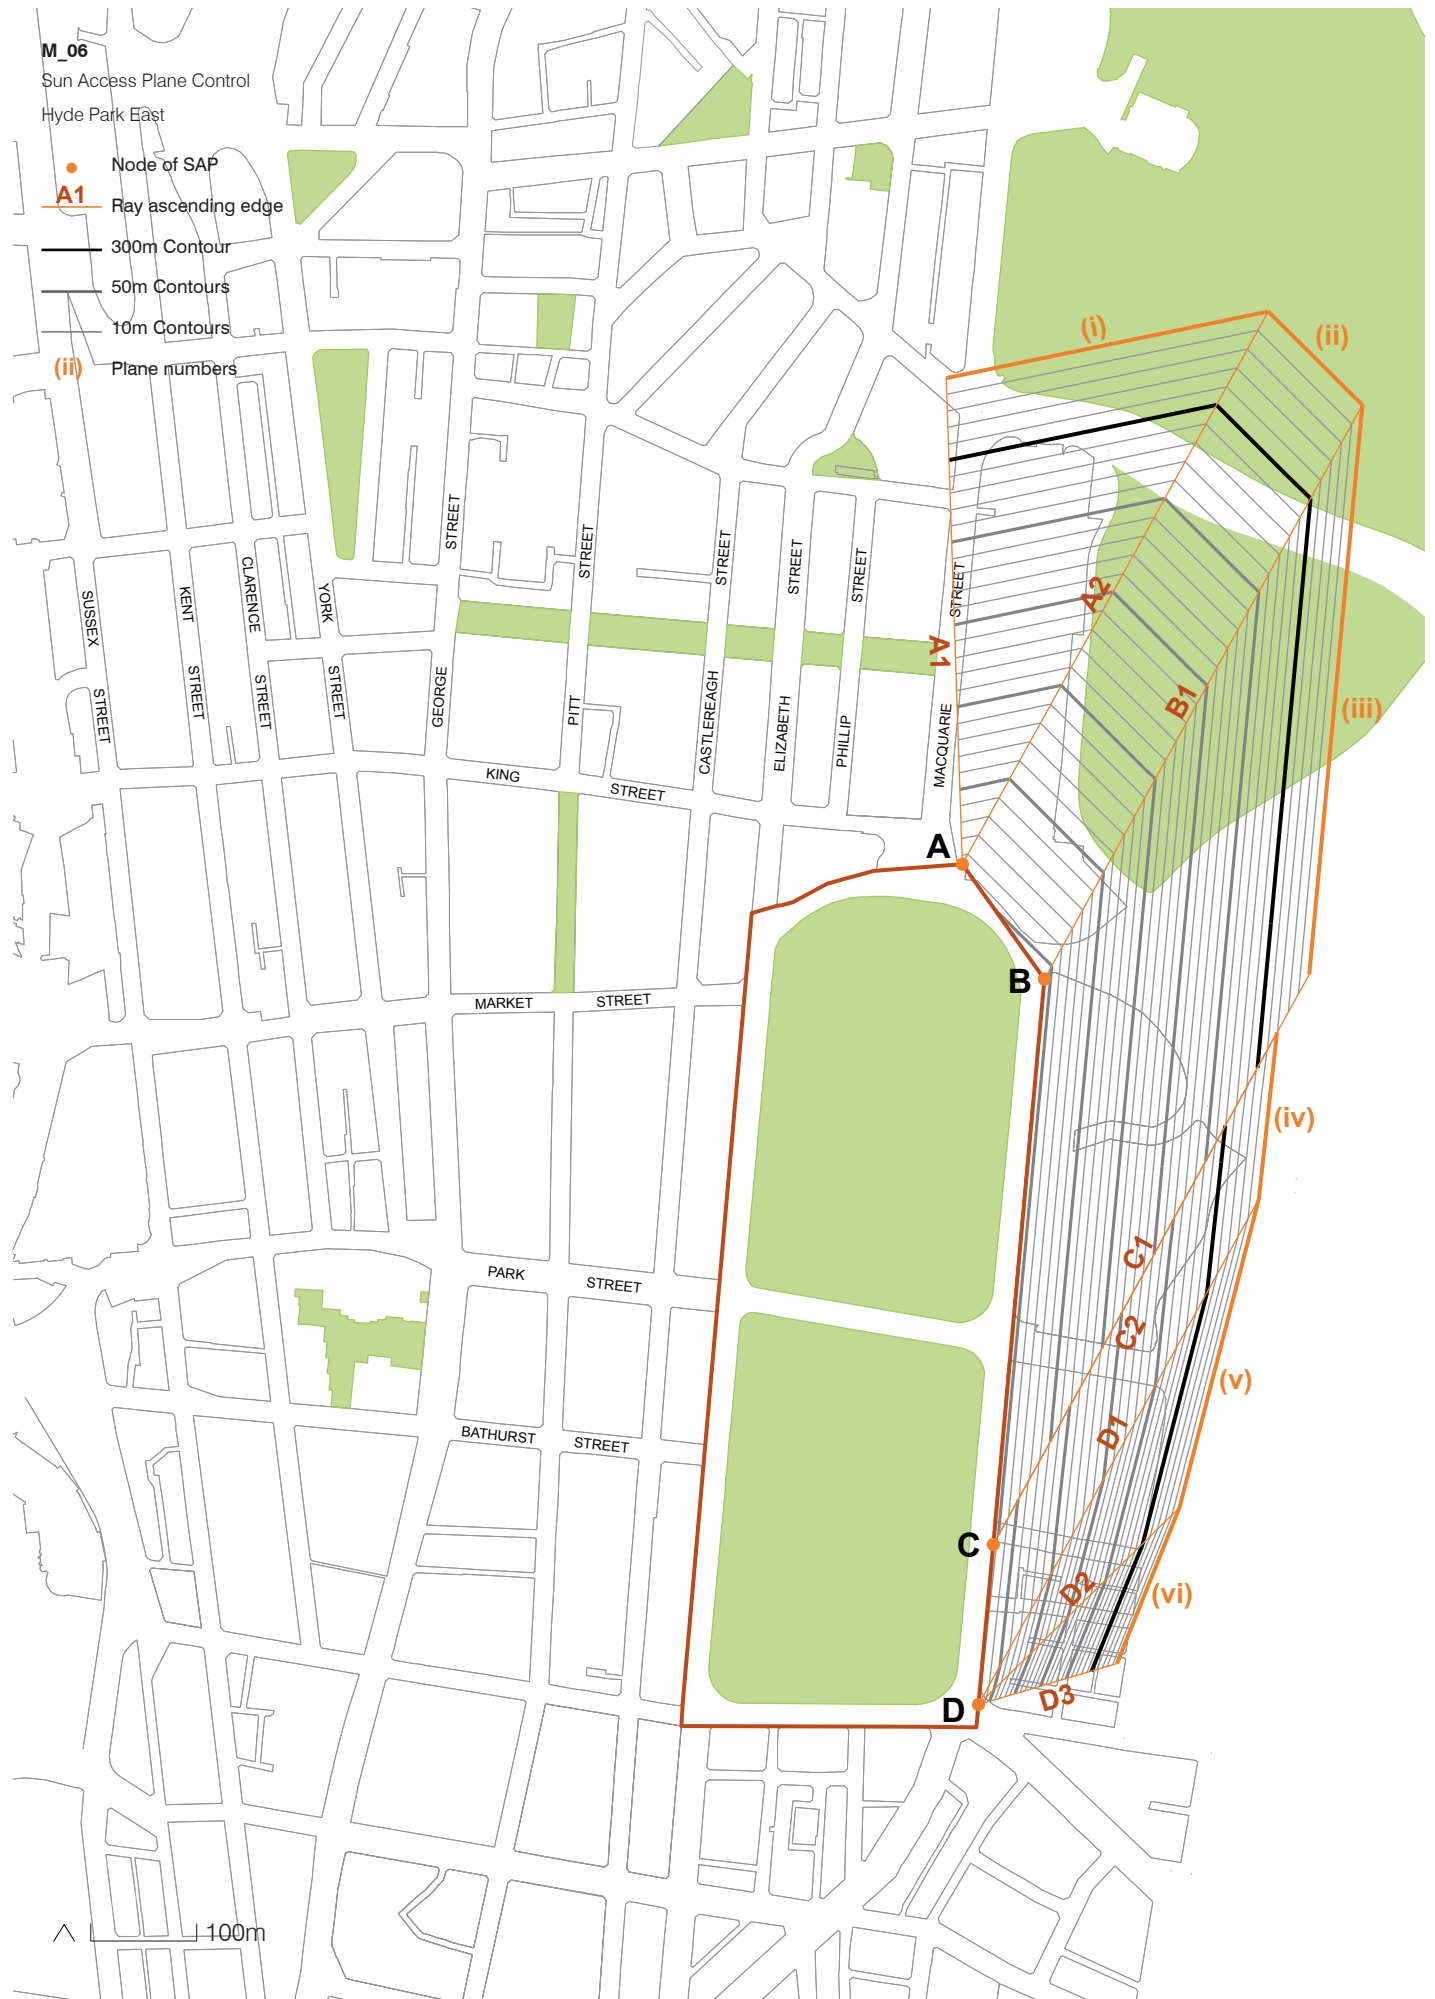 M_06
Sun Access Plane Control
Hyde Park East
Node of SAP
A1
Ray ascending edge
300m Contour
50m Contours
10m Contours
(ii)
Plane numbers
(i)
(ii)
(iii)
(iv)
(v)
(vi)
A1
A2
B1
C1
C2
D1
D2
D3
A
B
C
D
SUSSEX
STREET
KENT
STREET
CLARENCE
STREET
YORK
STREET
GEORGE
STREET
PITT
STREET
CASTLEREAGH
STREET
ELIZABETH
STREET
PHILLIP
STREET
MACQUARIE
STREET
KING
STREET
MARKET
STREET
PARK
STREET
BATHURST
STREET
100m